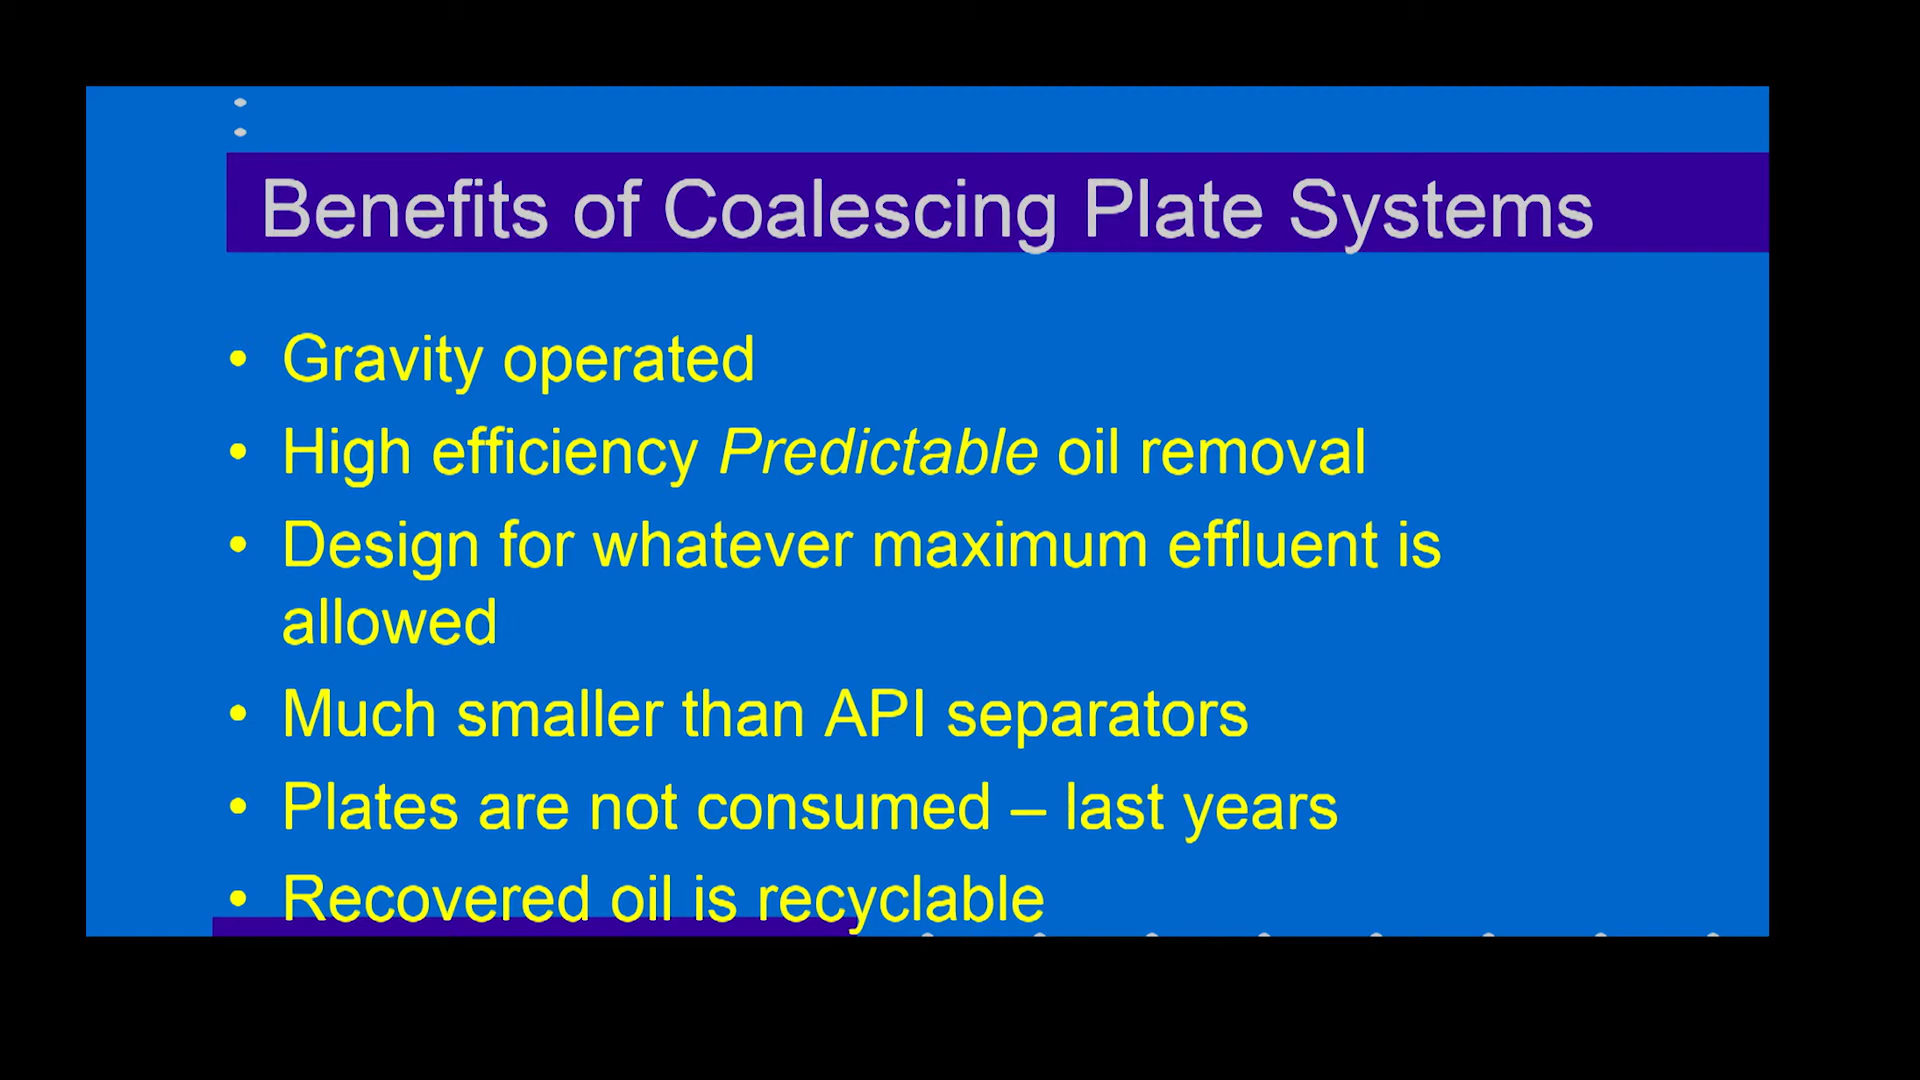 Benefits of Coalescing Plate Systems
• Gravity operated
• High efficiency Predictable oil removal
• Design for whatever maximum effluent is
allowed
• Much smaller than API separators
• Plates are not consumed – last years
• Recovered oil is recyclable